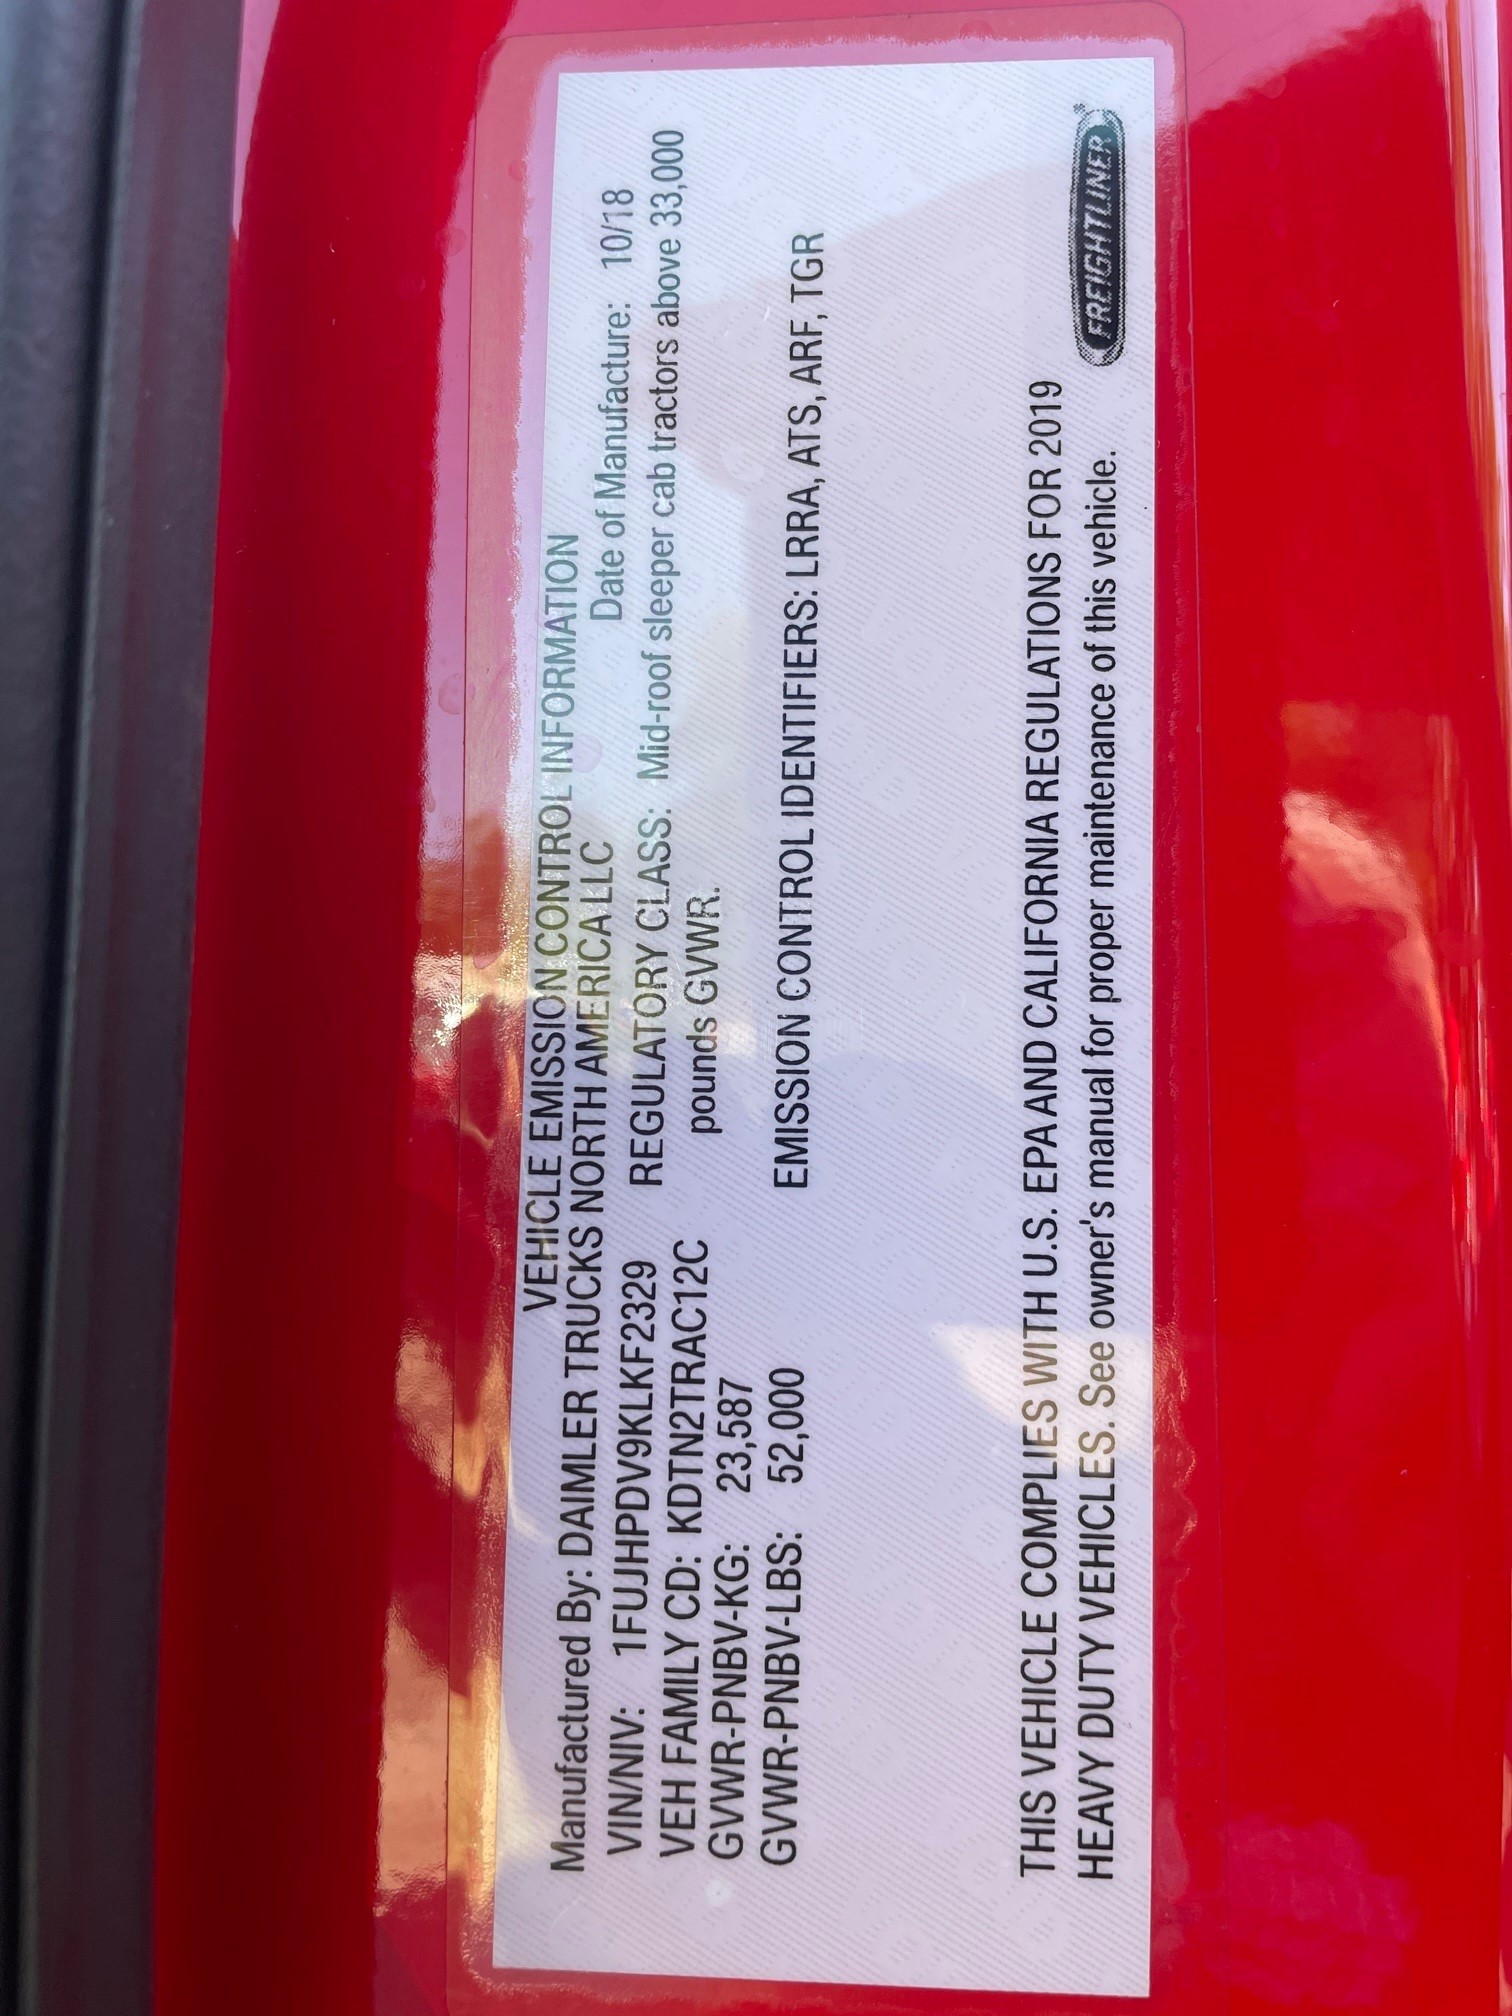 VEHICLE EMISSION CONTROL INFORMATION
Manufactured By: DAIMLER TRUCKS NORTH AMERICA LLC Date of Manufacture: 10/18
VIN/NIV: 1FUJHPDV9KLKF2329 REGULATORY CLASS: Mid-roof sleeper cab tractors above 33,000
VEH FAMILY CD: KDTN2TRAC12C pounds GVWR.
GVWR-PNBV-KG: 23,587
GVWR-PNBV-LBS: 52,000 EMISSION CONTROL IDENTIFIERS: LRRA, ATS, ARF, TGR
THIS VEHICLE COMPLIES WITH U.S. EPA AND CALIFORNIA REGULATIONS FOR 2019
HEAVY DUTY VEHICLES. See owner's manual for proper maintenance of this vehicle.
FREIGHTLINER